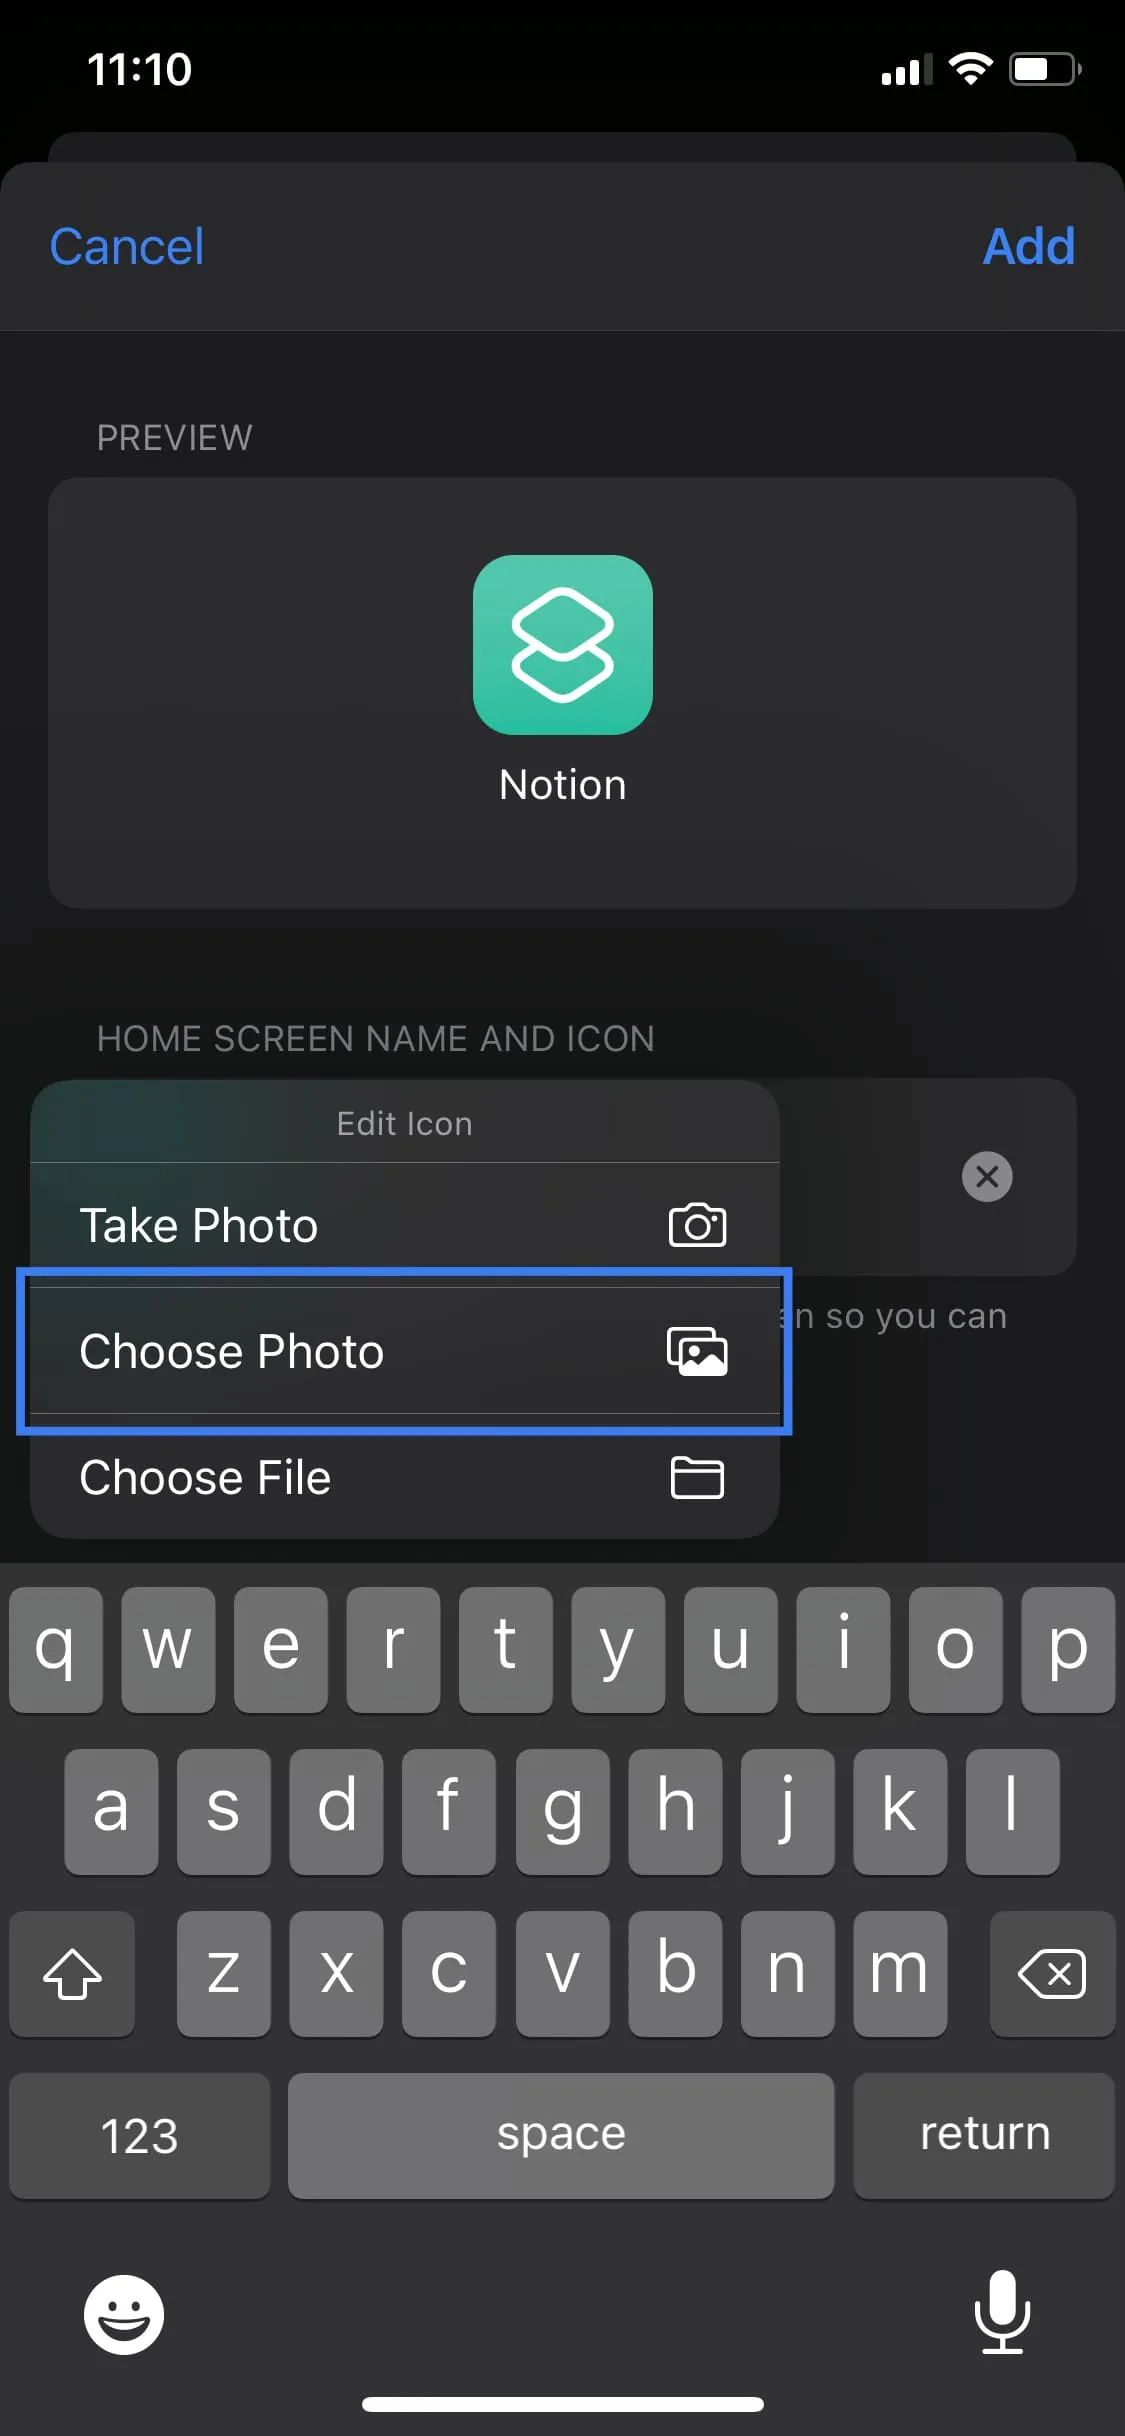 11:10
Cancel
Add
PREVIEW
Notion
HOME SCREEN NAME AND ICON
Edit Icon
Take Photo
Choose Photo
so you can
Choose File
q w e r t y u i o p
a s d f g h j k l
z x c v b n m
123 space return